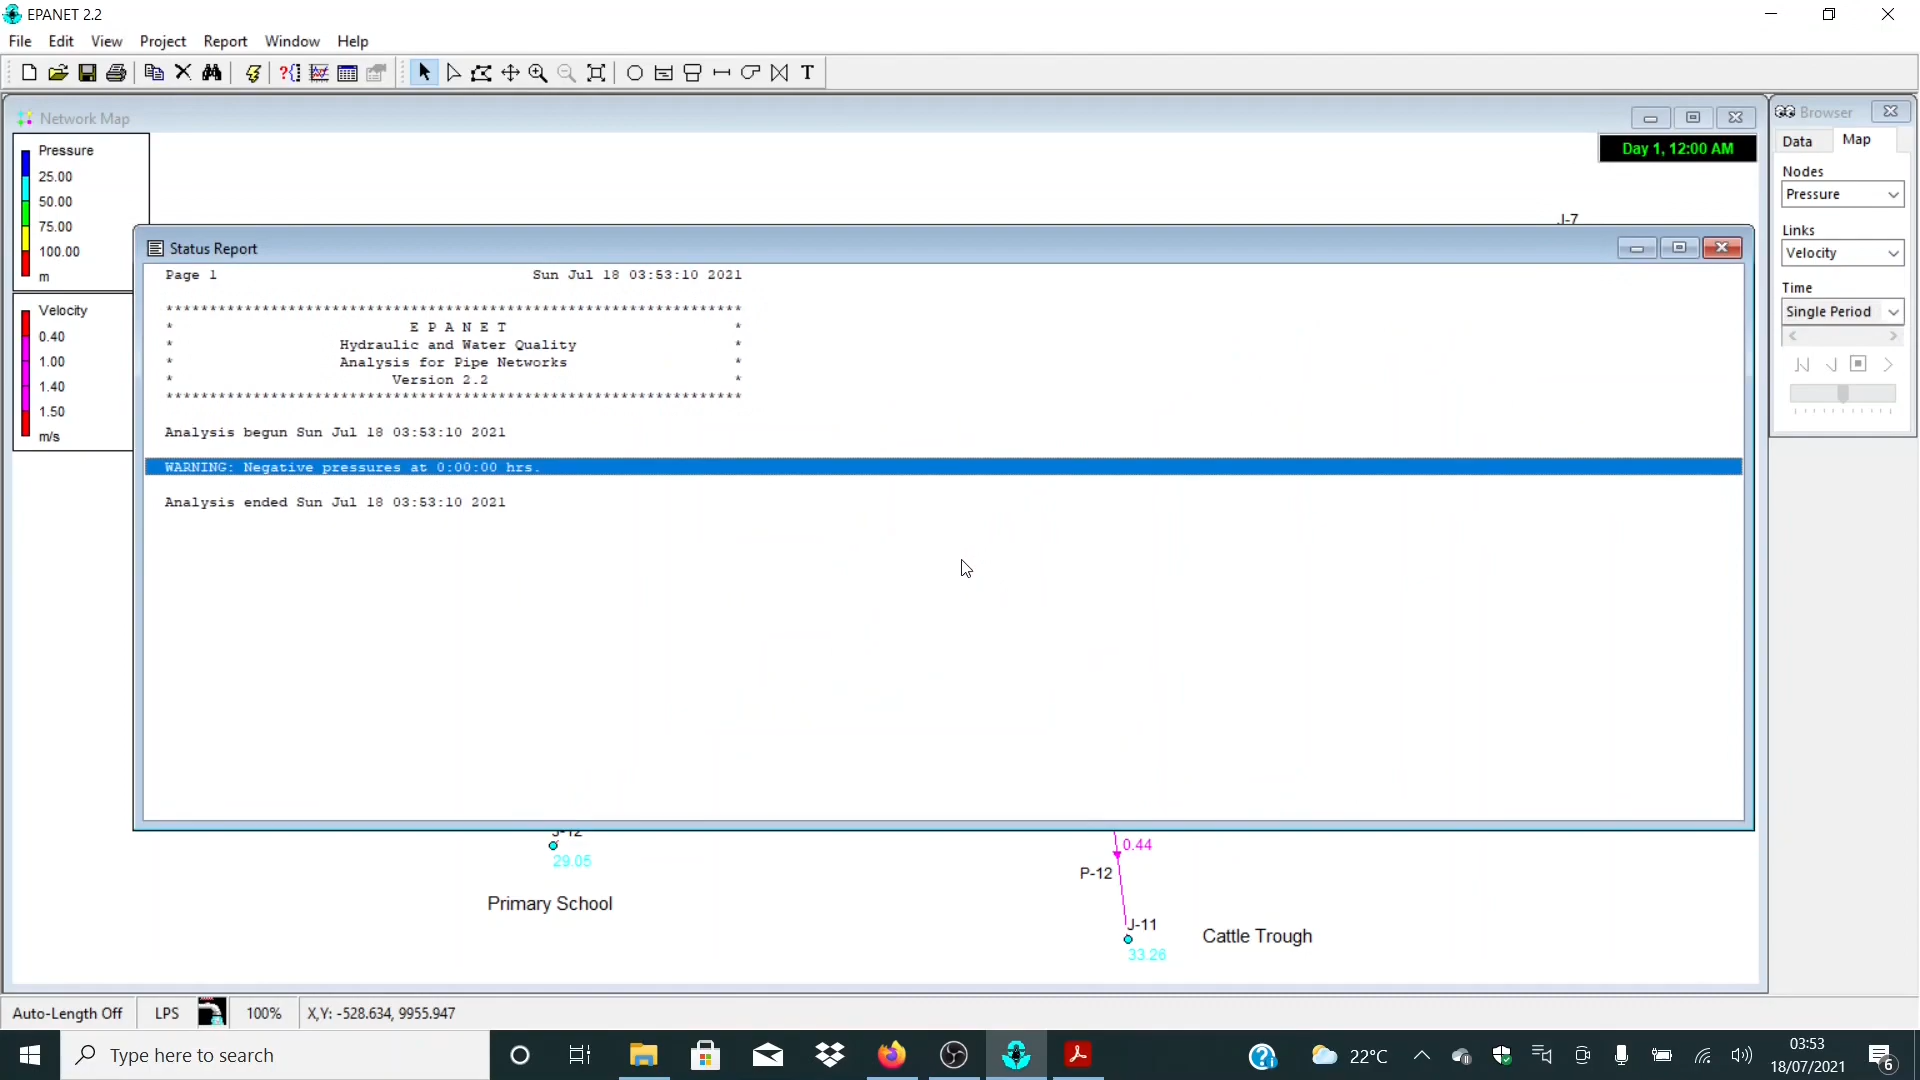 EPANET 2.2
File Edit View Project Report Window Help
Network Map
Browser
Data Map
Day 1, 12:00 AM
Pressure
25.00
50.00
75.00
100.00
m
Velocity
0.40
1.00
1.40
1.50
m/s
Nodes
Pressure
Links
Velocity
Time
Single Period
J-7
Status Report
Page 1 Sun Jul 18 03:53:10 2021
******************************************************************
* E P A N E T *
* Hydraulic and Water Quality *
* Analysis for Pipe Networks *
* Version 2.2 *
******************************************************************
Analysis begun Sun Jul 18 03:53:10 2021
WARNING: Negative pressures at 0:00:00 hrs.
Analysis ended Sun Jul 18 03:53:10 2021
J-12
29.05
Primary School
0.44
P-12
J-11
33.26
Cattle Trough
Auto-Length Off LPS 100% X,Y: -528.634, 9955.947
Type here to search
22°C
03:53
18/07/2021
6